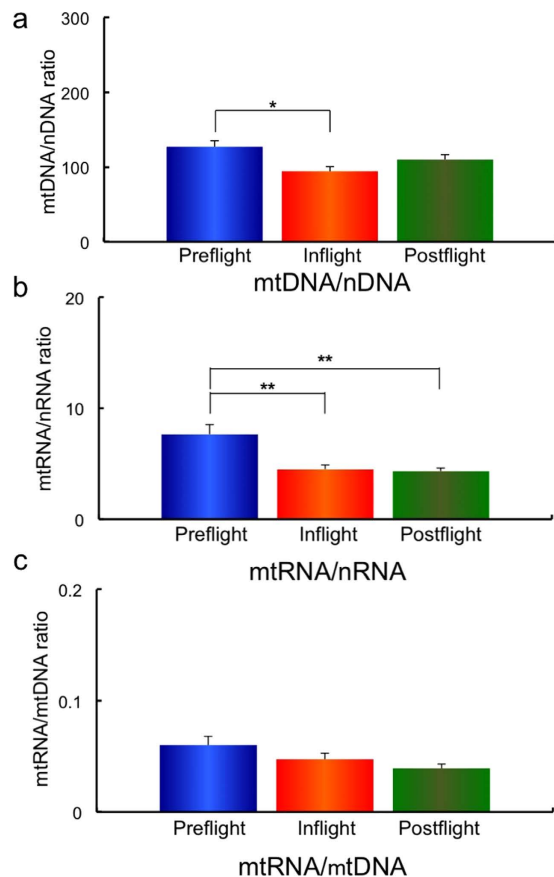 a
300
200
100
0
mtDNA/nDNA ratio
*
Preflight Inflight Postflight
mtDNA/nDNA
b
20
10
0
mtRNA/nRNA ratio
**
**
Preflight Inflight Postflight
mtRNA/nRNA
c
0.2
0.1
0
mtRNA/mtDNA ratio
Preflight Inflight Postflight
mtRNA/mtDNA